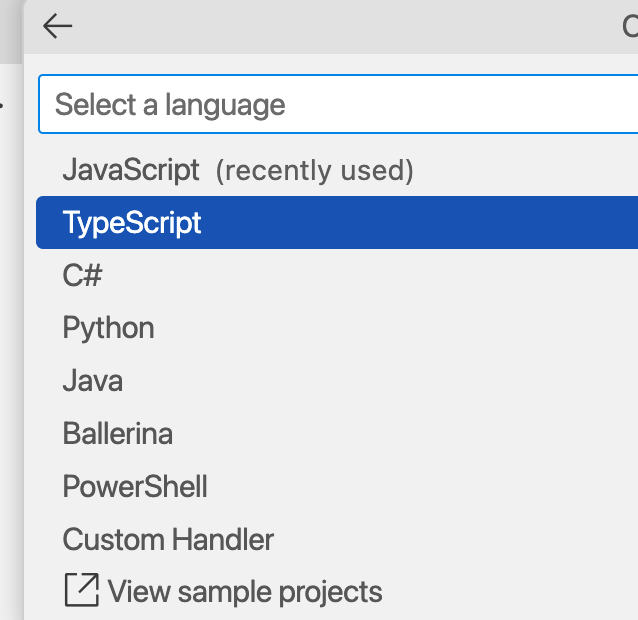 Select a language
JavaScript (recently used)
TypeScript
C#
Python
Java
Ballerina
PowerShell
Custom Handler
View sample projects